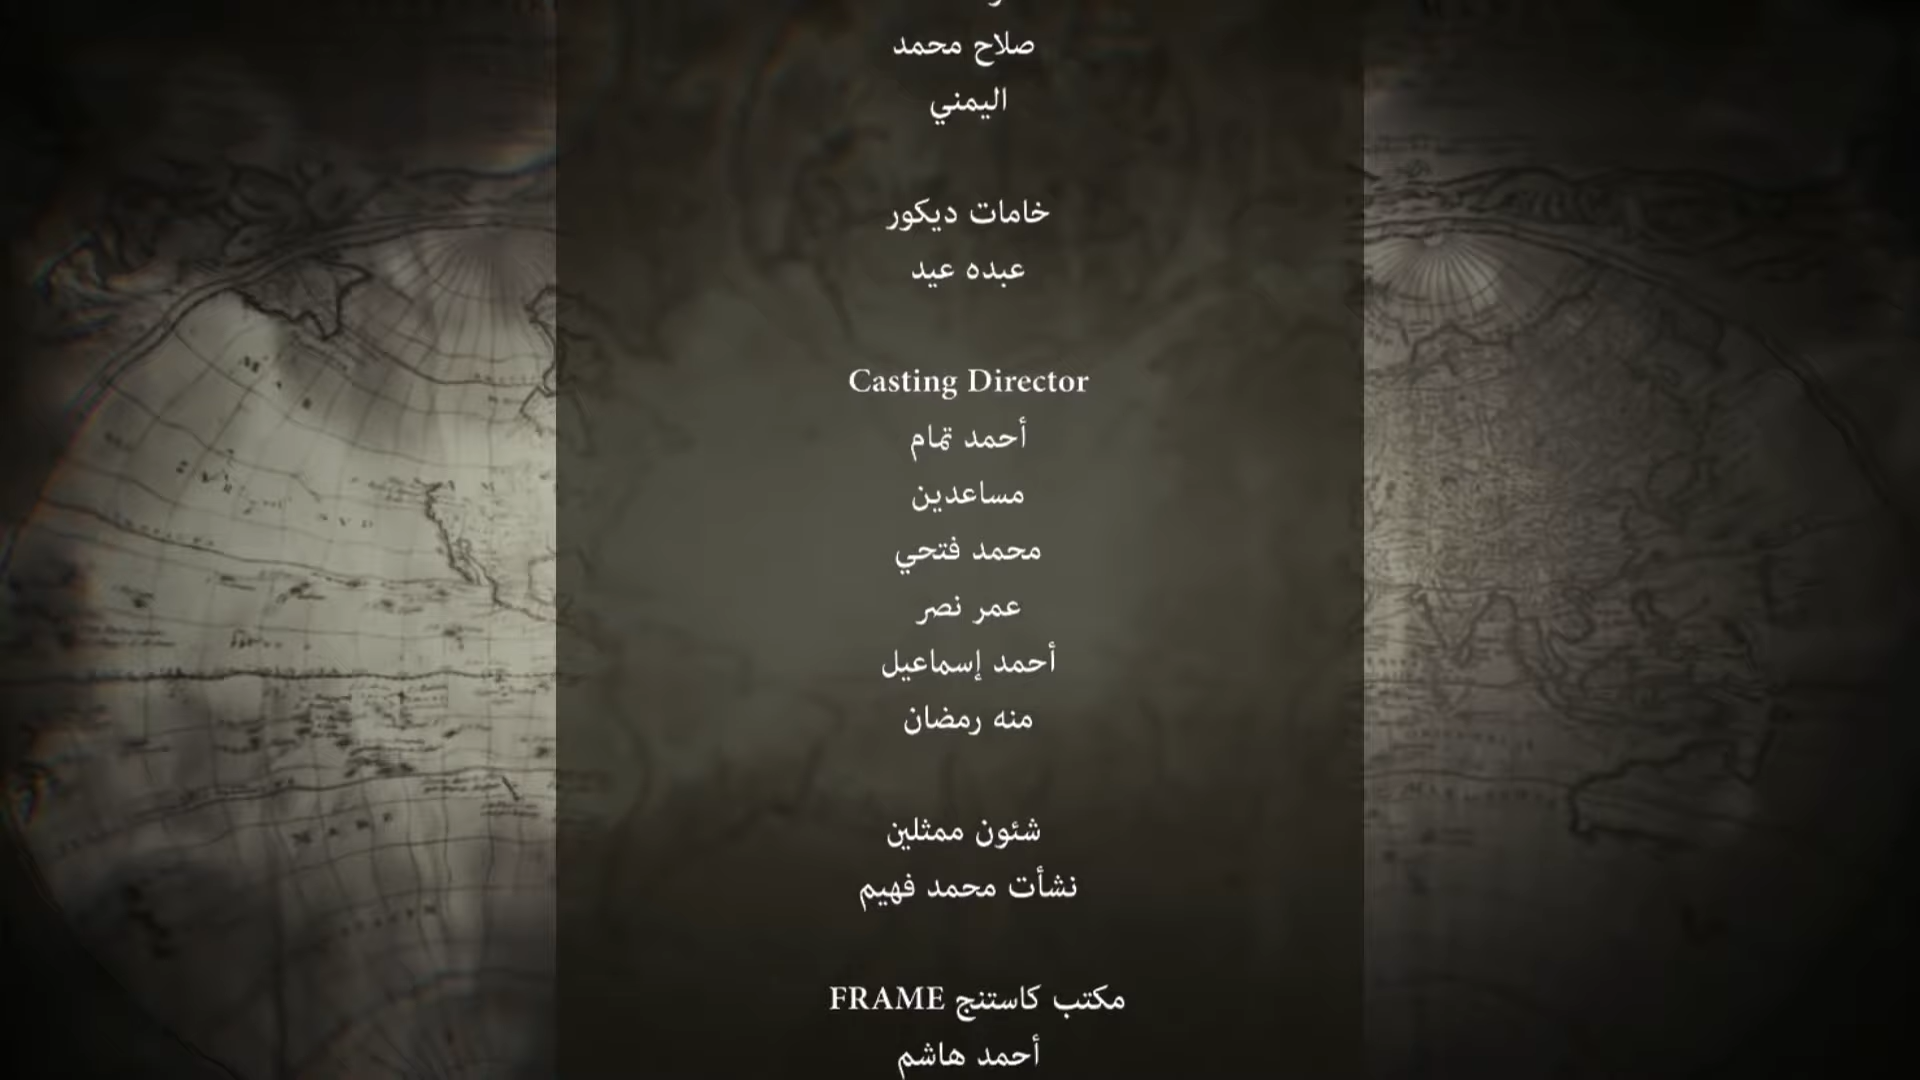 صلاح محمد
اليمني
خامات ديكور
عبده عيد
Casting Director
أحمد تمام
مساعدين
محمد فتحي
عمر نصر
أحمد إسماعيل
منه رمضان
شئون ممثلين
نشأت محمد فهيم
مكتب كاستنج FRAME
أحمد هاشم